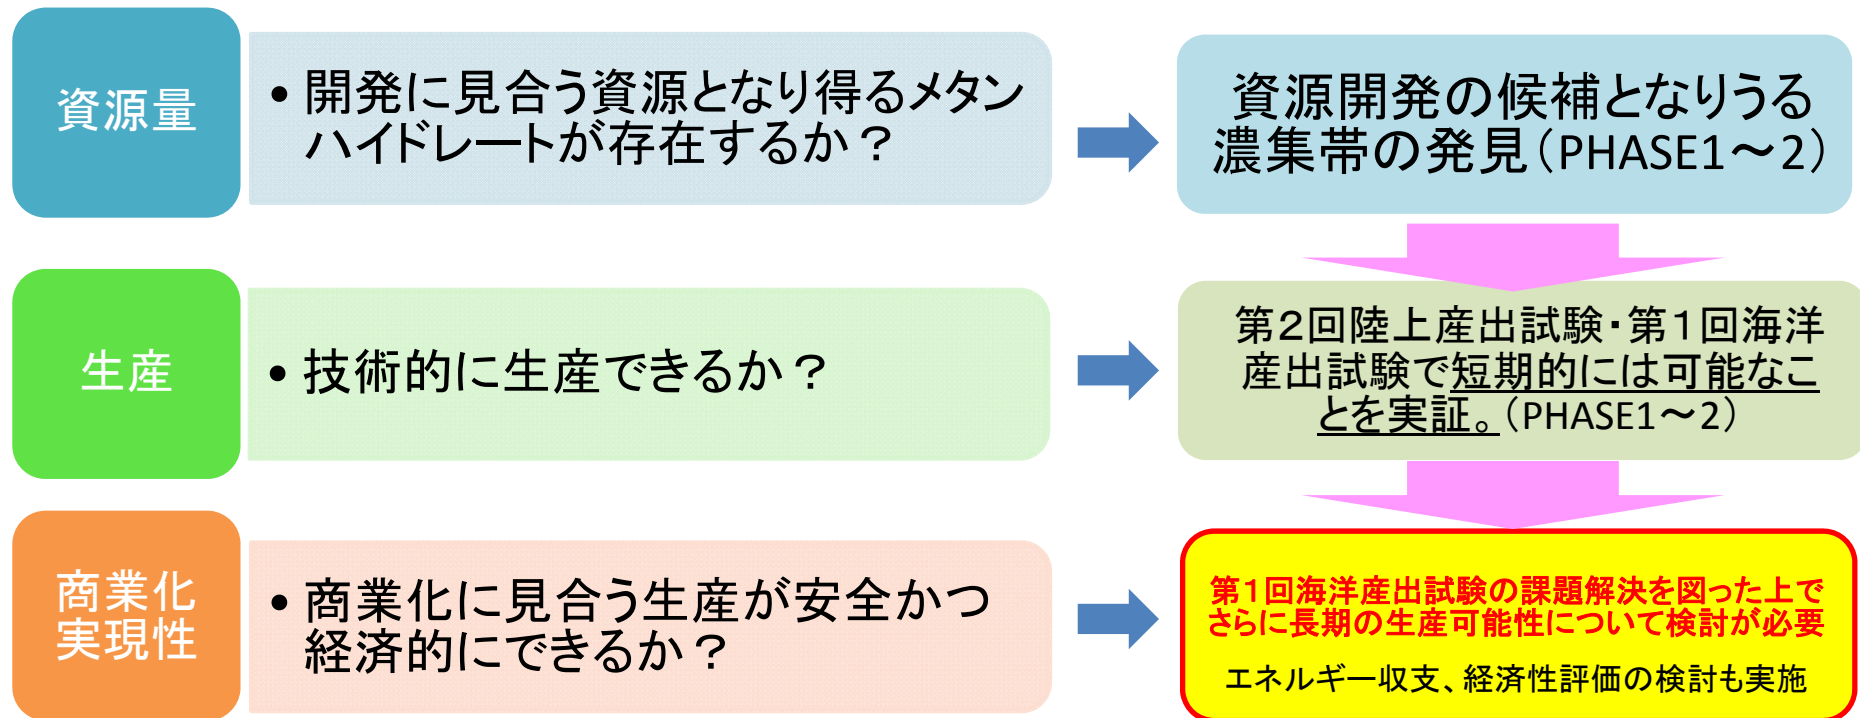 資源量
• 開発に見合う資源となり得るメタン
ハイドレートが存在するか？
資源開発の候補となりうる
濃集帯の発見（PHASE1～2）
生産
• 技術的に生産できるか？
第２回陸上産出試験・第１回海洋
産出試験で短期的には可能なこ
とを実証。（PHASE1～2）
商業化
実現性
• 商業化に見合う生産が安全かつ
経済的にできるか？
第１回海洋産出試験の課題解決を図った上で
さらに長期の生産可能性について検討が必要
エネルギー収支、経済性評価の検討も実施